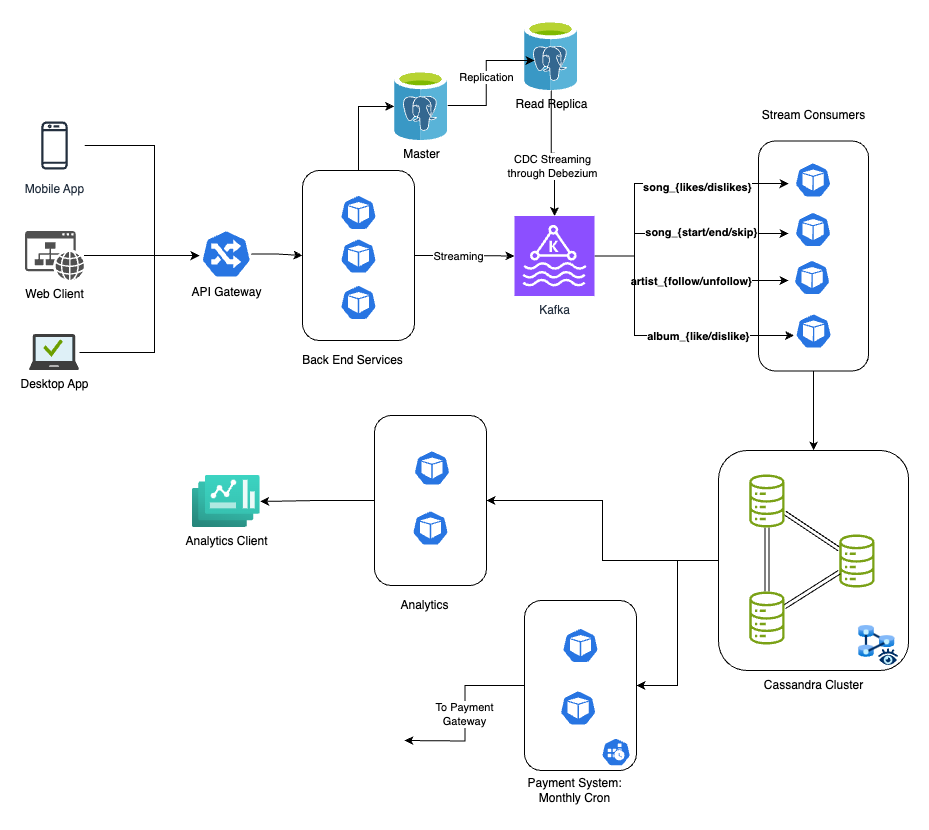 Replication
Read Replica
Master
Stream Consumers
Mobile App
CDC Streaming
through Debezium
song_{likes/dislikes}
song_{start/end/skip}
Web Client
API Gateway
Streaming
K
artist_{follow/unfollow}
Kafka
album_{like/dislike}
Back End Services
Desktop App
Analytics Client
Analytics
Cassandra Cluster
To Payment
Gateway
Payment System:
Monthly Cron